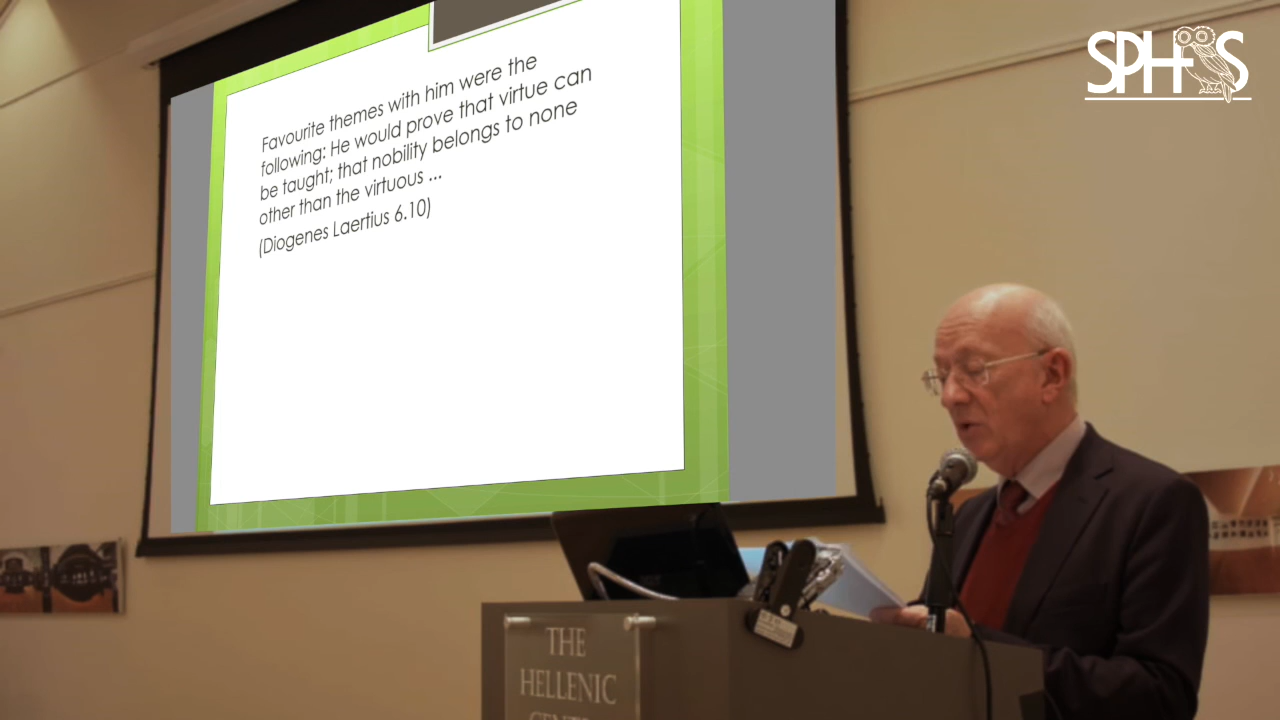 Favourite themes with him were the
following: He would prove that virtue can
be taught; that nobility belongs to none
other than the virtuous ...
(Diogenes Laertius 6.10)
SPHS
THE
HELLENIC